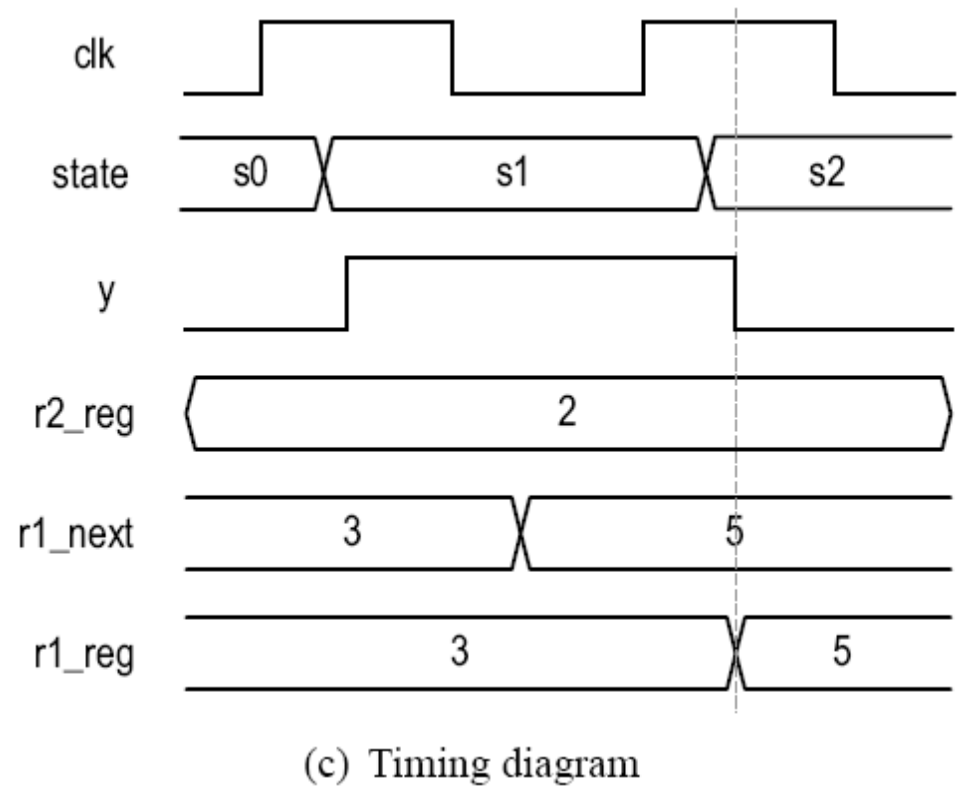 clk
state s0 s1 s2
y
r2_reg 2
r1_next 3 5
r1_reg 3 5
(c) Timing diagram